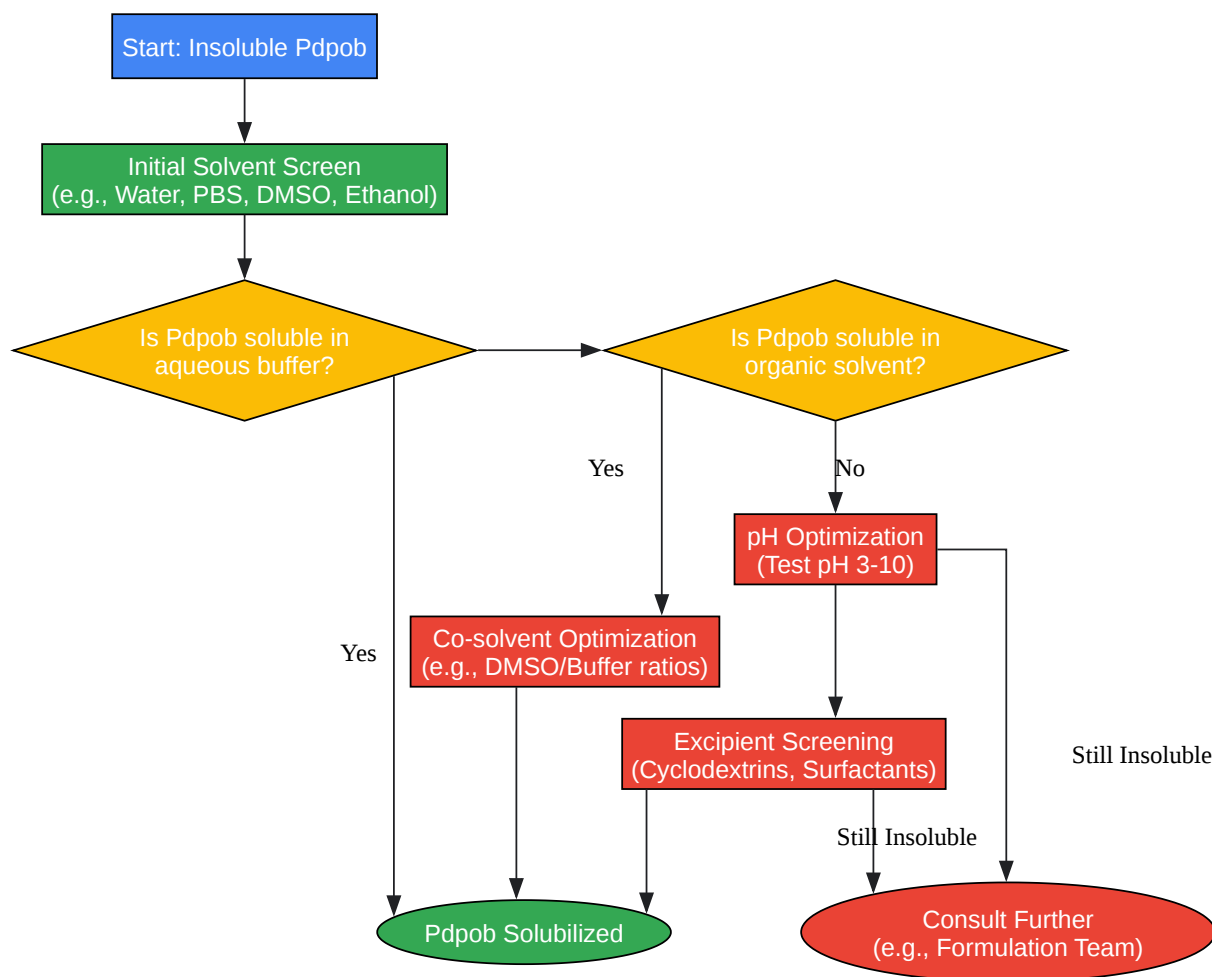 Start: Insoluble Pdpob
Initial Solvent Screen
(e.g., Water, PBS, DMSO, Ethanol)
Is Pdpob soluble in
aqueous buffer?
Is Pdpob soluble in
organic solvent?
Yes
No
pH Optimization
(Test pH 3-10)
Co-solvent Optimization
(e.g., DMSO/Buffer ratios)
Yes
Excipient Screening
(Cyclodextrins, Surfactants)
Still Insoluble
Still Insoluble
Pdpob Solubilized
Consult Further
(e.g., Formulation Team)